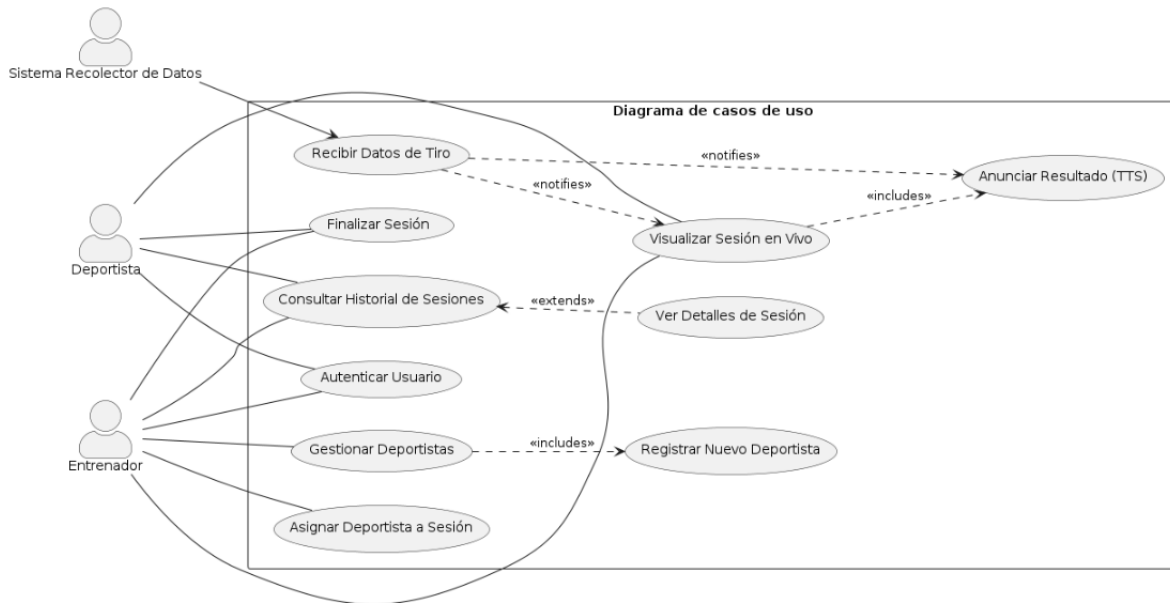 Sistema Recolector de Datos
Diagrama de casos de uso
Recibir Datos de Tiro
«notifies»
Anunciar Resultado (TTS)
«notifies»
«includes»
Finalizar Sesión
Visualizar Sesión en Vivo
Deportista
Consultar Historial de Sesiones
«extends»
Ver Detalles de Sesión
Autenticar Usuario
Entrenador
Gestionar Deportistas
«includes»
Registrar Nuevo Deportista
Asignar Deportista a Sesión